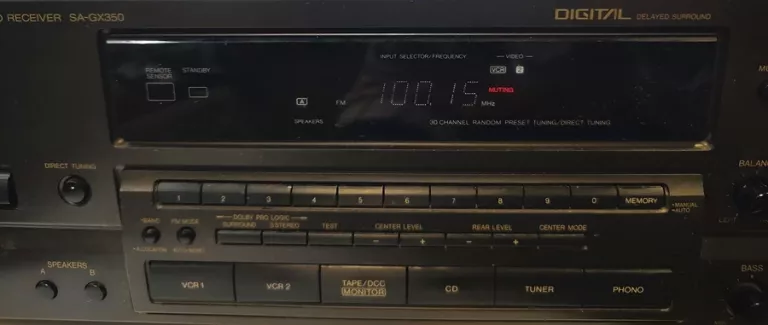 RECEIVER SA-GX350
DIGITAL DELAYED SURROUND
INPUT SELECTOR/FREQUENCY
VIDEO
REMOTE SENSOR
STANDBY
VCR 2
A
FM
100.15
MUTING
MHz
SPEAKERS
30 CHANNEL RANDOM PRESET TUNING/DIRECT TUNING
DIRECT TUNING
BALANC
1 2 3 4 5 6 7 8 9 0 MEMORY
MANUAL
AUTO
BAND
FM MODE
DOLBY PRO LOGIC
SURROUND 3 STEREO TEST CENTER LEVEL REAR LEVEL CENTER MODE
− + − +
SPEAKERS
A B
VCR 1 VCR 2 TAPE/DCC CD TUNER PHONO
MONITOR
BASS